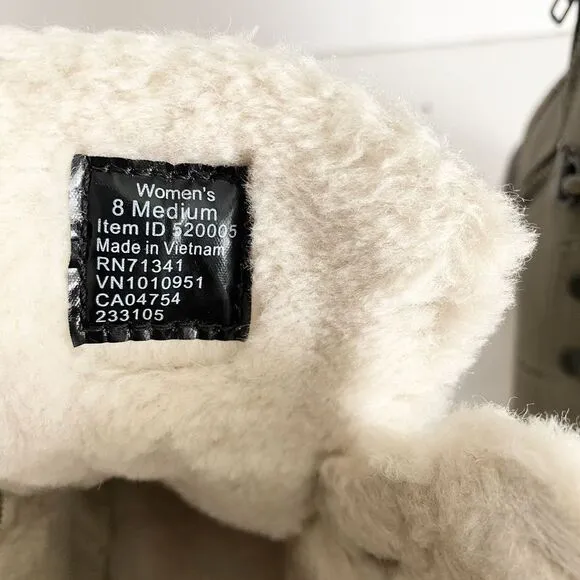 Women's
8 Medium
Item ID 520005
Made in Vietnam
RN71341
VN1010951
CA04754
233105